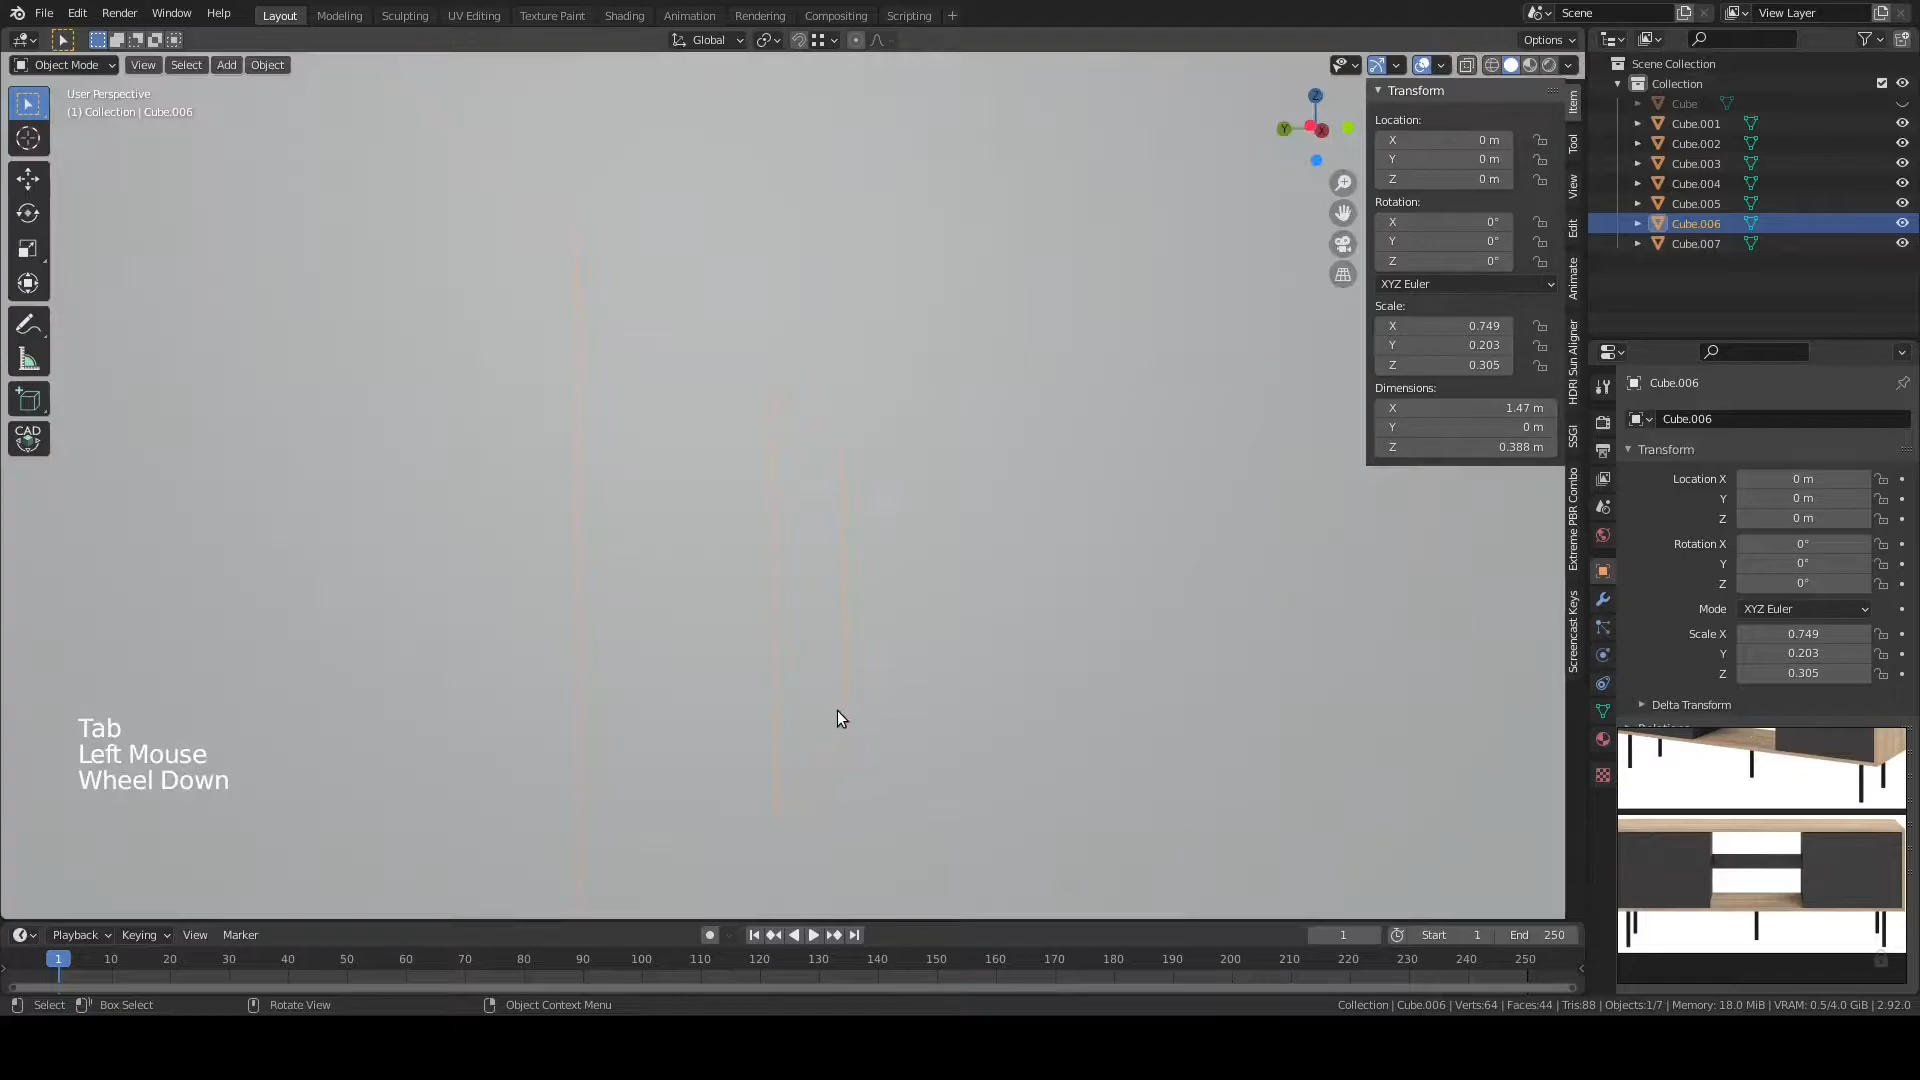 File Edit Render Window Help
Layout Modeling Sculpting UV Editing Texture Paint Shading Animation Rendering Compositing Scripting +
Scene
View Layer
Global
Options
Object Mode View Select Add Object
User Perspective
(1) Collection | Cube.006
CAD
Tab
Left Mouse
Wheel Down
Z
Y
X
Transform
Location:
X 0 m
Y 0 m
Z 0 m
Rotation:
X 0°
Y 0°
Z 0°
XYZ Euler
Scale:
X 0.749
Y 0.203
Z 0.305
Dimensions:
X 1.47 m
Y 0 m
Z 0.388 m
Item
Tool
View
Edit
Animate
HDRI Sun Aligner
SSGI
Extreme PBR Combo
Screencast Keys
Scene Collection
Collection
Cube
Cube.001
Cube.002
Cube.003
Cube.004
Cube.005
Cube.006
Cube.007
Cube.006
Cube.006
Transform
Location X 0 m
Y 0 m
Z 0 m
Rotation X 0°
Y 0°
Z 0°
Mode XYZ Euler
Scale X 0.749
Y 0.203
Z 0.305
Delta Transform
Playback Keying View Marker
1 Start 1 End 250
1 10 20 30 40 50 60 70 80 90 100 110 120 130 140 150 160 170 180 190 200 210 220 230 240 250
Select Box Select Rotate View Object Context Menu
Collection | Cube.006 | Verts:64 | Faces:44 | Tris:88 | Objects:1/7 | Memory: 18.0 MiB | VRAM: 0.5/4.0 GiB | 2.92.0